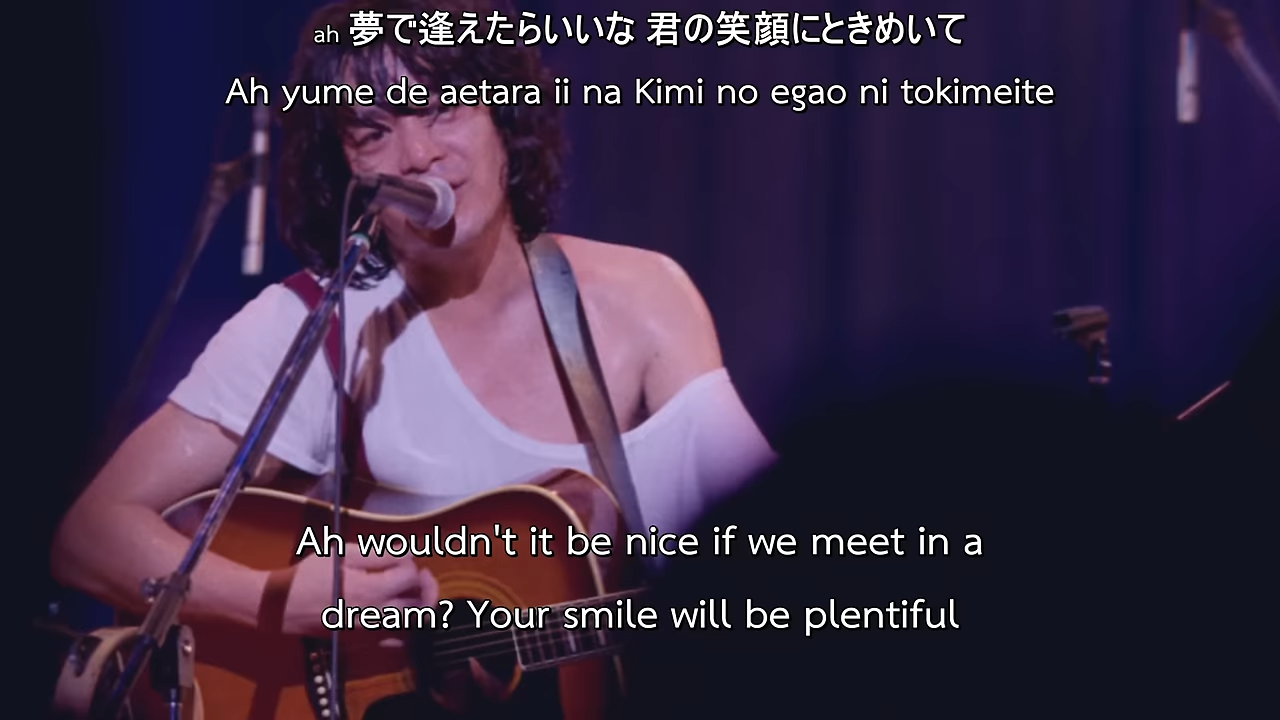 ah 夢で逢えたらいいな 君の笑顔にときめいて
Ah yume de aetara ii na Kimi no egao ni tokimeite
Ah wouldn't it be nice if we meet in a
dream? Your smile will be plentiful